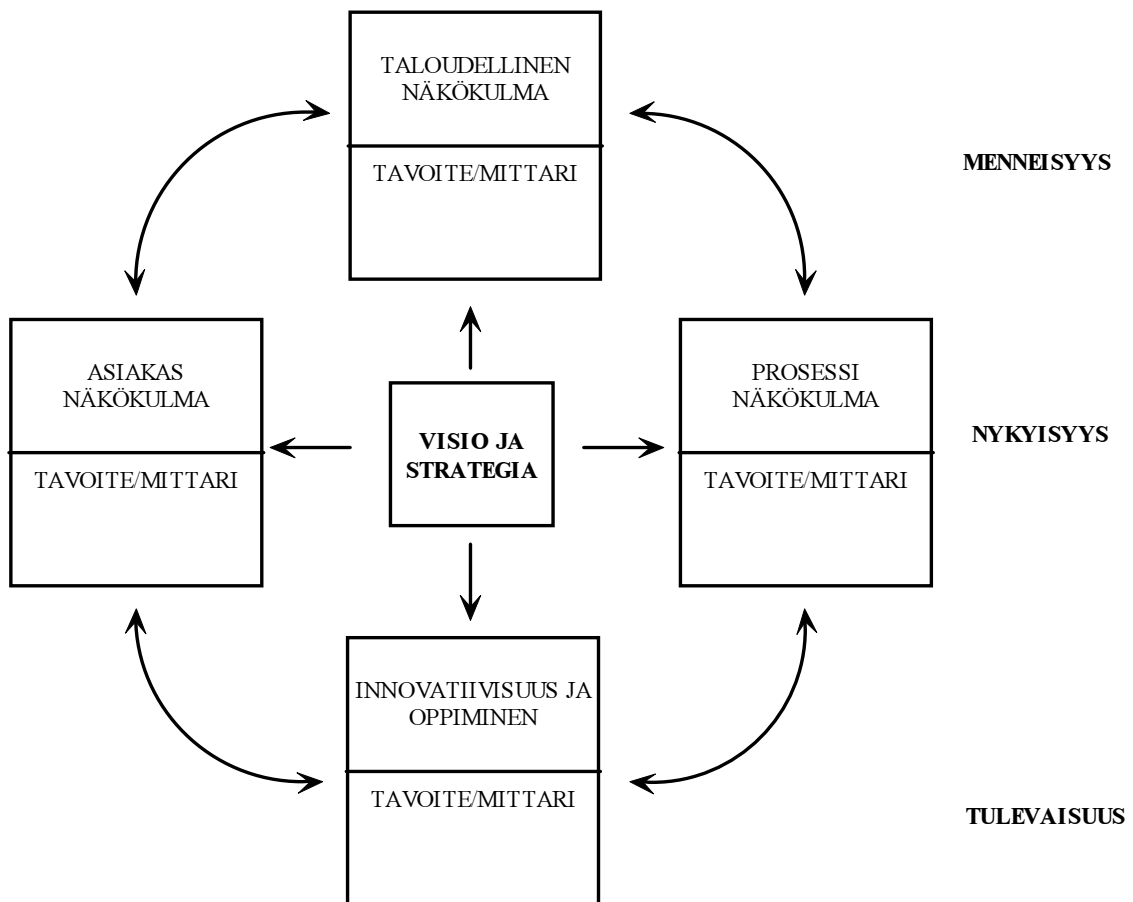 TALOUDELLINEN
NÄKÖKULMA
TAVOITE/MITTARI
MENNEISYYS
ASIAKAS
NÄKÖKULMA
TAVOITE/MITTARI
VISIO JA
STRATEGIA
PROSESSI
NÄKÖKULMA
TAVOITE/MITTARI
NYKYISYYS
INNOVATIIVISUUS JA
OPPIMINEN
TAVOITE/MITTARI
TULEVAISUUS